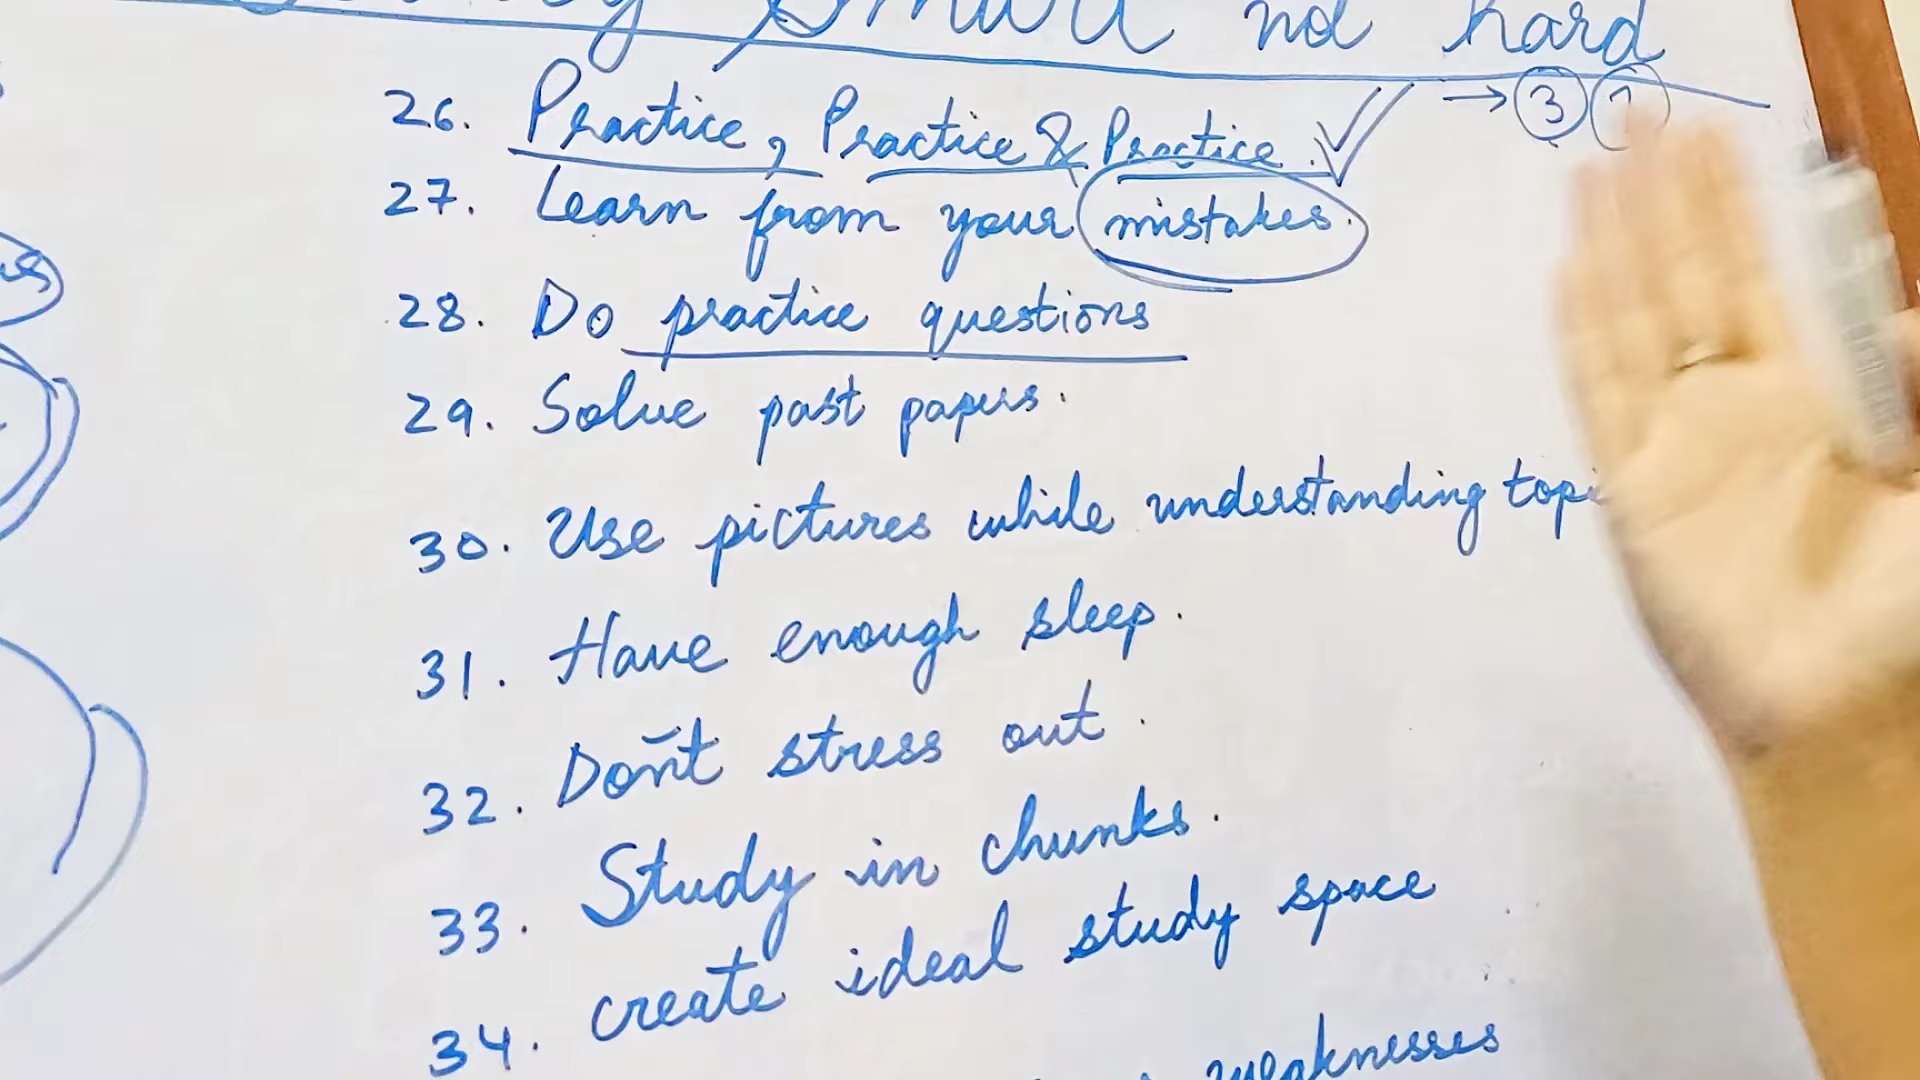 Smart not hard
26. Practice, Practice & Practice. → 3
27. Learn from your mistakes.
28. Do practice questions
29. Solve past papers.
30. Use pictures while understanding
31. Have enough sleep.
32. Don't stress out.
33. Study in chunks.
34. create ideal study space
weaknesses